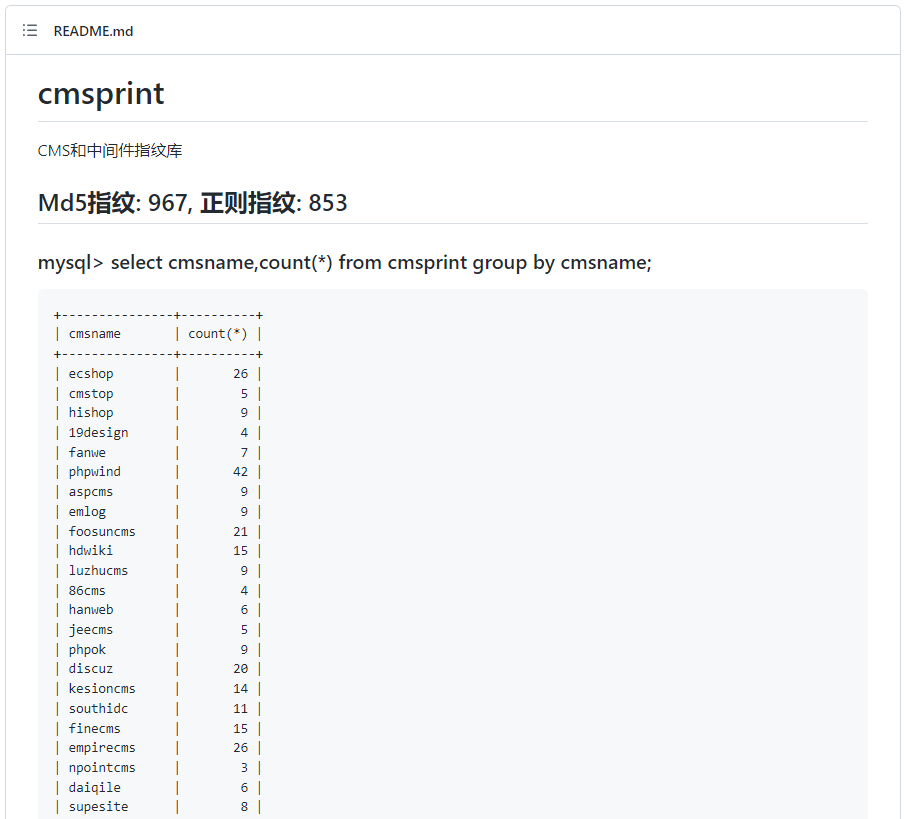 README.md
cmsprint
CMS和中间件指纹库
Md5指纹: 967, 正则指纹: 853
mysql> select cmsname,count(*) from cmsprint group by cmsname;
+---------------+----------+
| cmsname       | count(*) |
+---------------+----------+
| ecshop        |       26 |
| cmstop        |        5 |
| hishop        |        9 |
| 19design      |        4 |
| fanwe         |        7 |
| phpwind       |       42 |
| aspcms        |        9 |
| emlog         |        9 |
| foosuncms     |       21 |
| hdwiki        |       15 |
| luzhucms      |        9 |
| 86cms         |        4 |
| hanweb        |        6 |
| jeecms        |        5 |
| phpok         |        9 |
| discuz        |       20 |
| kesioncms     |       14 |
| southidc      |       11 |
| finecms       |       15 |
| empirecms     |       26 |
| npointcms     |        3 |
| daiqile       |        6 |
| supesite      |        8 |